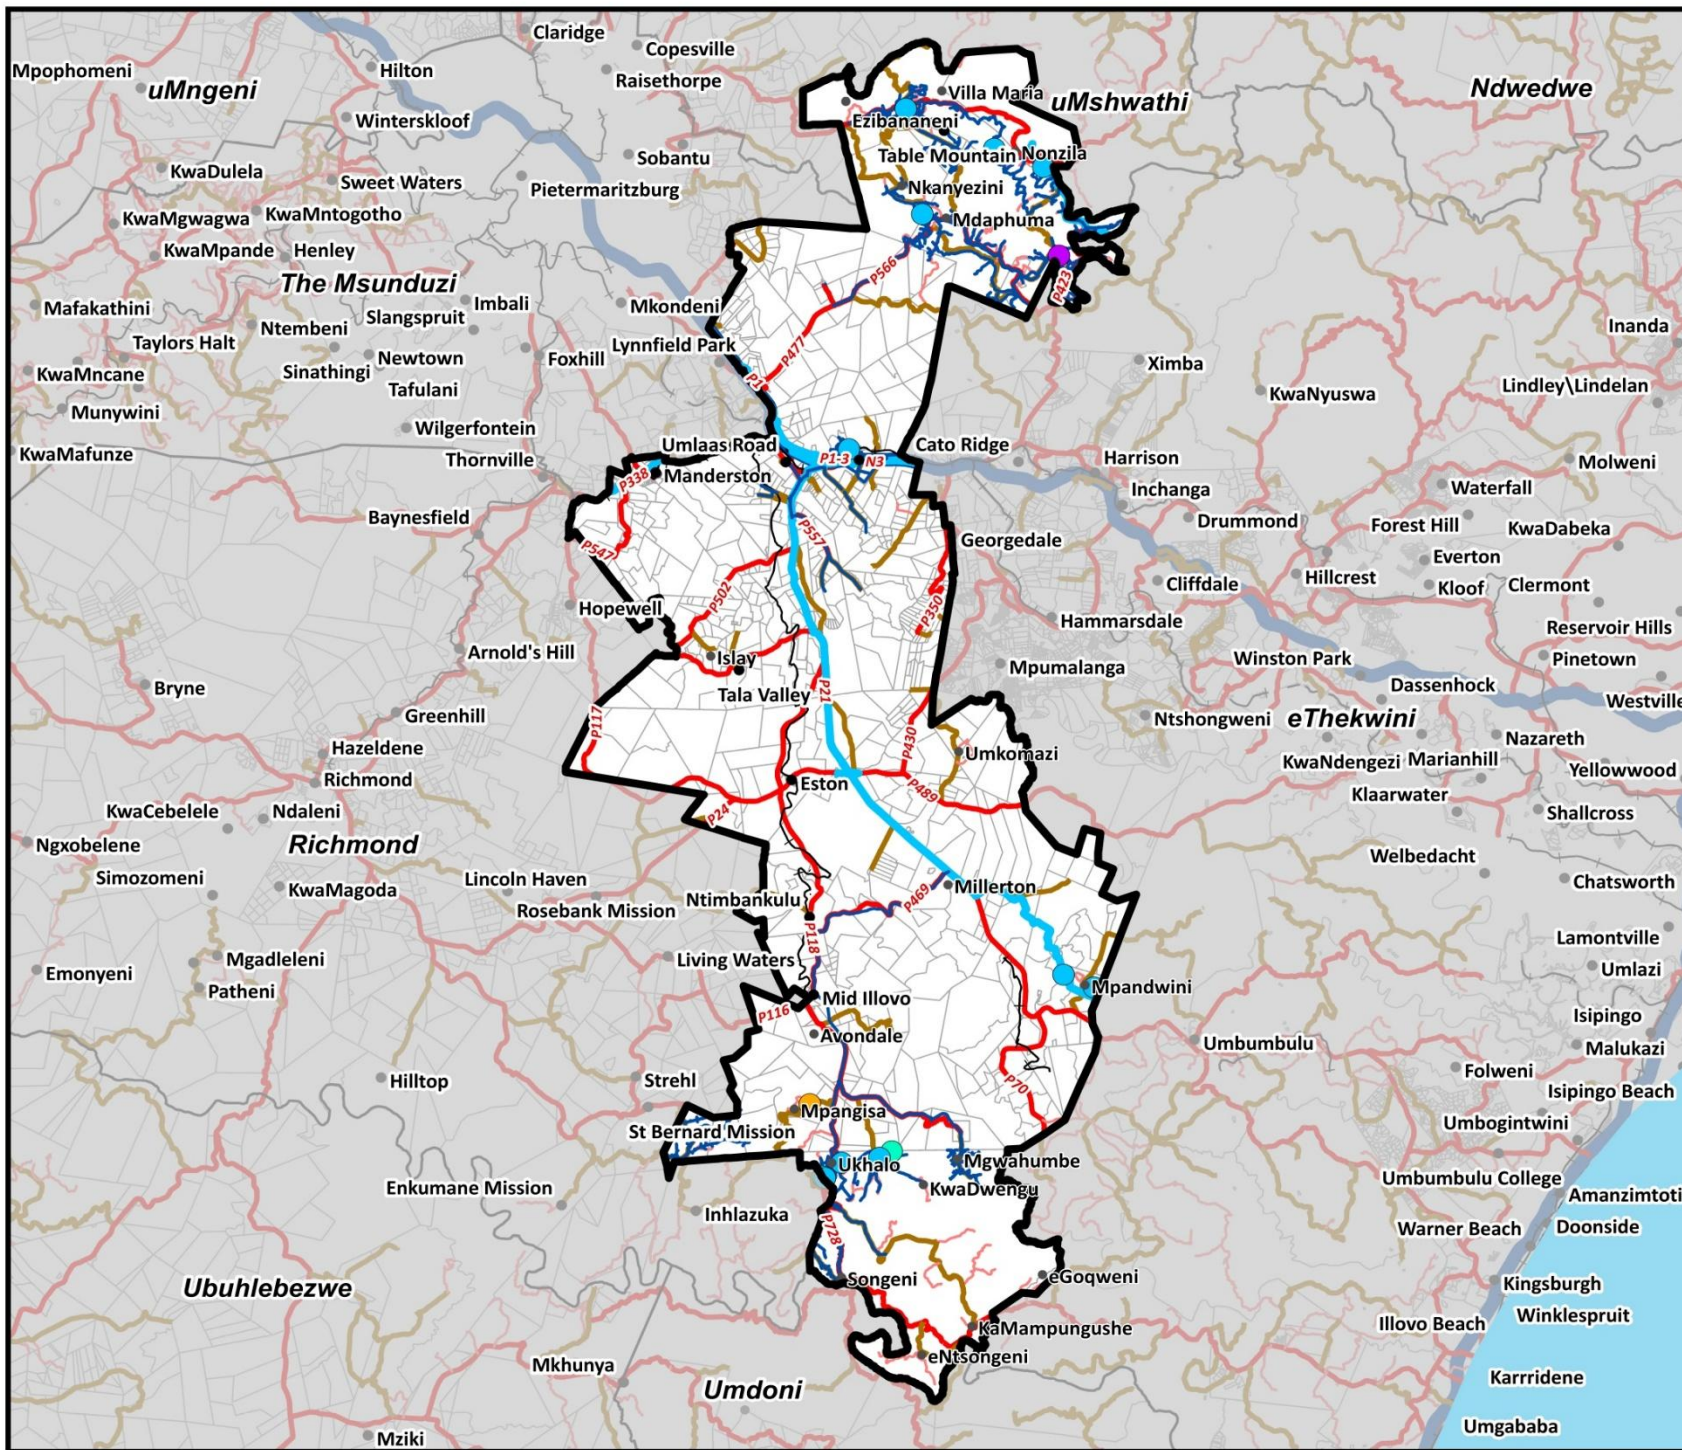 Claridge
Copesville
Mpophomeni
Hilton
Raisethorpe
uMngeni
Villa Maria
uMshwathi
Ndwedwe
Winterskloof
Ezibananeni
Sobantu
Table Mountain
Nonzila
KwaDulela
Sweet Waters
Pietermaritzburg
Nkanyezini
KwaMgwagwa
KwaMntogotho
Mdaphuma
KwaMpande
Henley
The Msunduzi
P566
P423
Mafakathini
Imbali
Mkondeni
Ntembeni
Slangspruit
Inanda
Taylors Halt
Lynnfield Park
P477
Newtown
Foxhill
Ximba
KwaMncane
Sinathingi
P1
Tafulani
KwaNyuswa
Lindley\Lindelan
Munywini
Wilgerfontein
KwaMafunze
Umlaas Road
Cato Ridge
Thornville
P1-3
N3
Harrison
Molweni
P338
Manderston
Inchanga
Waterfall
Baynesfield
Drummond
Forest Hill
KwaDabeka
P557
Georgedale
P547
Everton
Cliffdale
Hillcrest
Kloof
Clermont
P502
P350
Hopewell
Hammarsdale
Reservoir Hills
Arnold's Hill
Islay
Mpumalanga
Winston Park
Pinetown
Bryne
Tala Valley
P21
Dassenhock
Westville
Greenhill
P117
Ntshongweni
eThekwini
Hazeldene
P430
Umkomazi
Nazareth
Richmond
Eston
KwaNdengezi
Marianhill
Yellowwood
P489
KwaCebelele
Ndaleni
P24
Klaarwater
Shallcross
Ngxobelene
Richmond
Welbedacht
Simozomeni
KwaMagoda
Lincoln Haven
Ntimbankulu
Millerton
Chatsworth
Rosebank Mission
P469
P118
Lamontville
Emonyeni
Mgadleleni
Living Waters
Umlazi
Patheni
Mid Illovo
Mpandwini
P116
Isipingo
Avondale
Umbumbulu
Malukazi
Hilltop
Strehl
P70
Folweni
Isipingo Beach
Mpangisa
St Bernard Mission
Umbogintwini
Ukhalo
Mgwahumbe
Umbumbulu College
Enkumane Mission
KwaDwengu
Amanzimtoti
Inhlazuka
P728
Warner Beach
Doonside
Ubuhlebezwe
Songeni
eGoqweni
Kingsburgh
Winklespruit
Illovo Beach
KaMampungushe
Mkhunya
eNtsongeni
Umdoni
Karrridene
Umgababa
Mziki